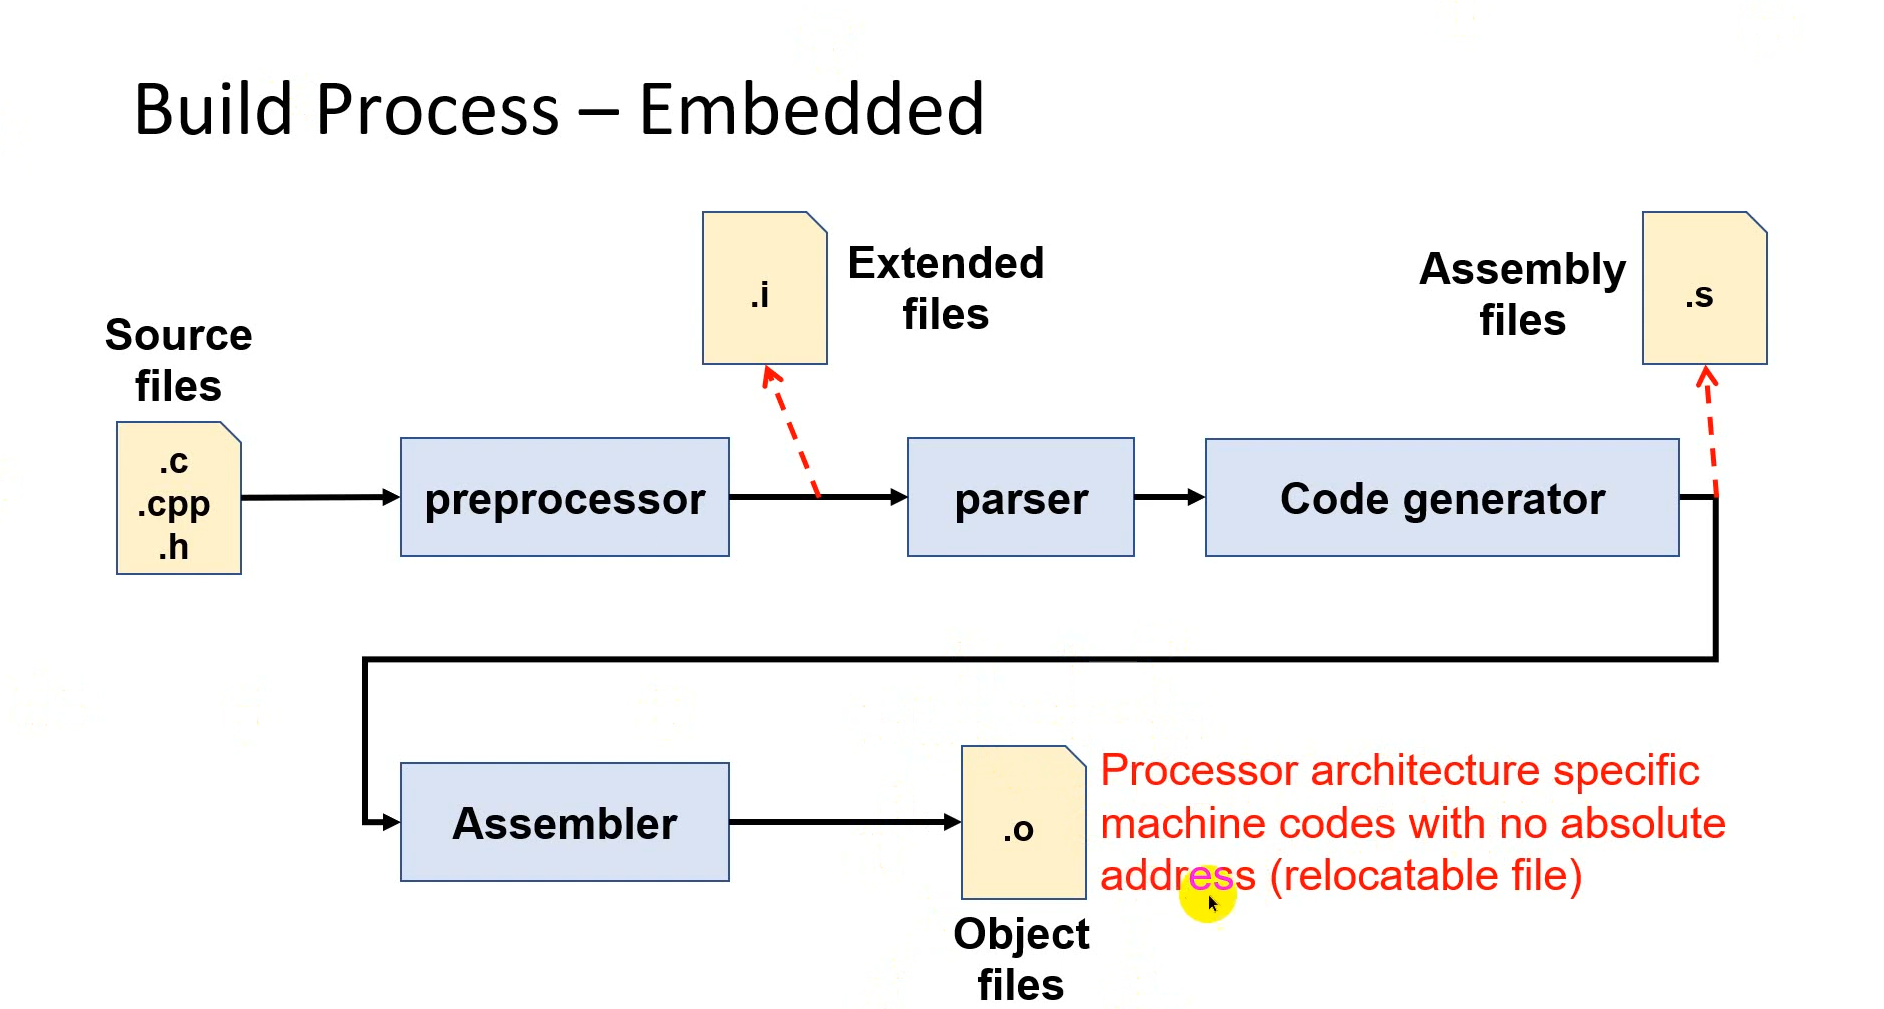 Build Process – Embedded
Source
files
.c
.cpp
.h
.i
Extended
files
Assembly
files
.s
preprocessor
parser
Code generator
Assembler
.o
Object
files
Processor architecture specific
machine codes with no absolute
address (relocatable file)